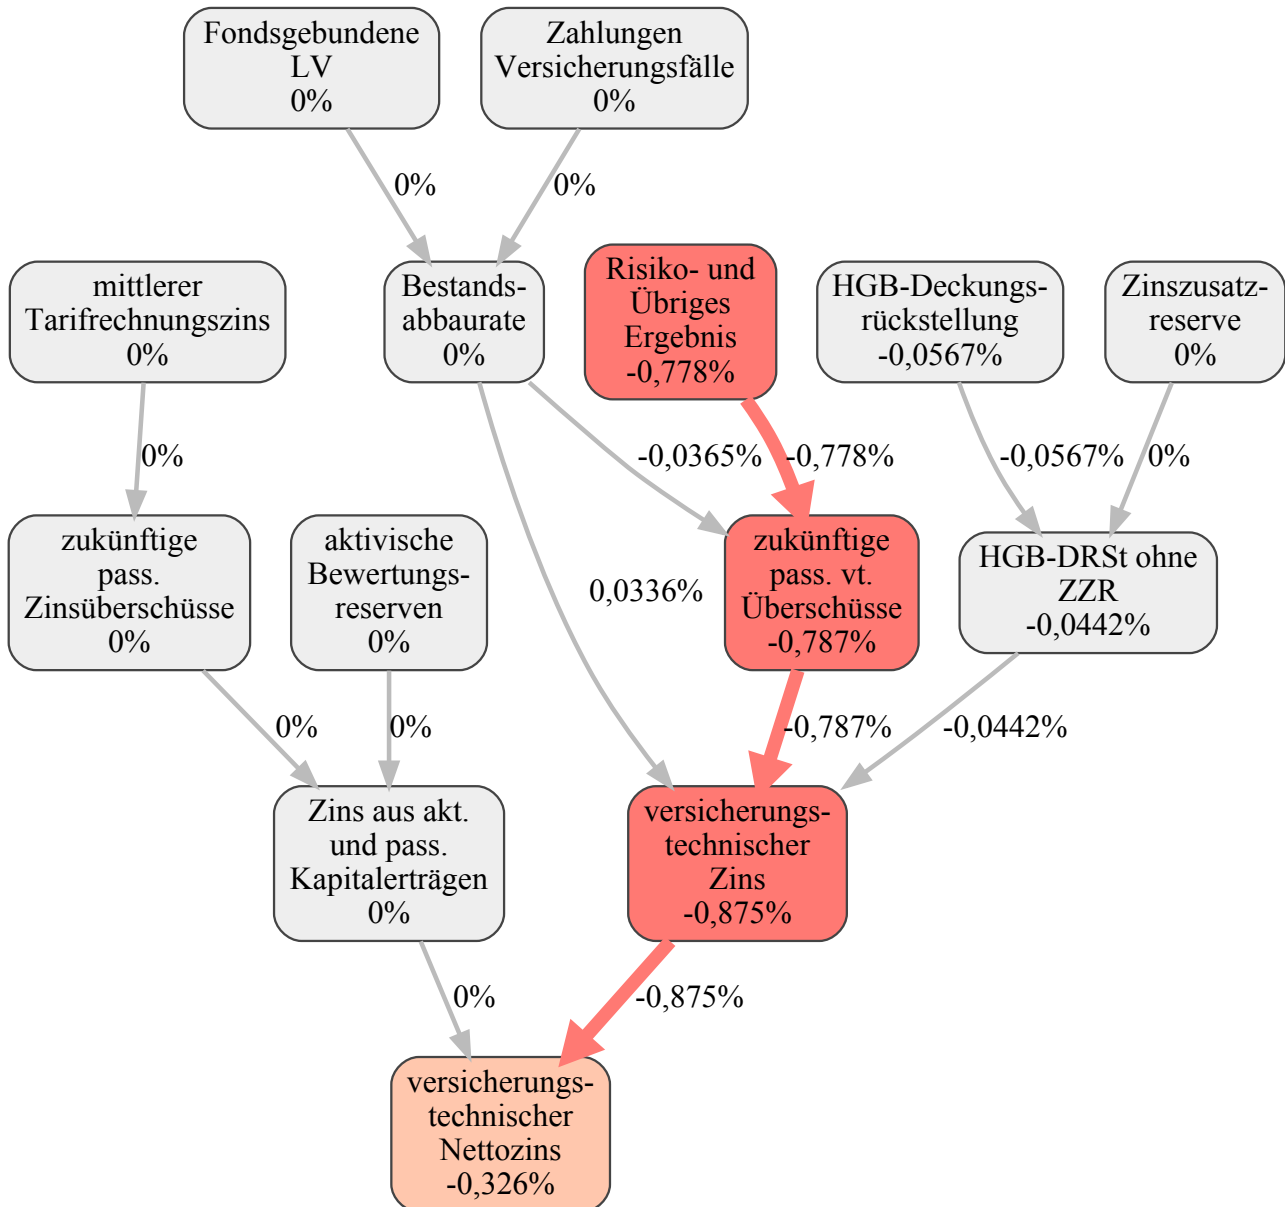 Fondsgebundene
LV
0%
Zahlungen
Versicherungsfälle
0%
0%
0%
mittlerer
Tarifrechnungszins
0%
Bestands-
abbaurate
0%
Risiko- und
Übriges
Ergebnis
-0,778%
HGB-Deckungs-
rückstellung
-0,0567%
Zinszusatz-
reserve
0%
0%
-0,0365%
-0,778%
-0,0567%
0%
zukünftige
pass.
Zinsüberschüsse
0%
aktivische
Bewertungs-
reserven
0%
0,0336%
zukünftige
pass. vt.
Überschüsse
-0,787%
HGB-DRSt ohne
ZZR
-0,0442%
0%
0%
-0,787%
-0,0442%
Zins aus akt.
und pass.
Kapitalerträgen
0%
versicherungs-
technischer
Zins
-0,875%
0%
-0,875%
versicherungs-
technischer
Nettozins
-0,326%